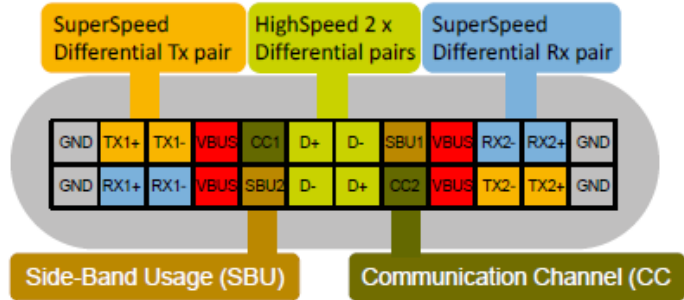 SuperSpeed
Differential Tx pair
HighSpeed 2 x
Differential pairs
SuperSpeed
Differential Rx pair
GND TX1+ TX1- VBUS CC1 D+ D- SBU1 VBUS RX2- RX2+ GND
GND RX1+ RX1- VBUS SBU2 D- D+ CC2 VBUS TX2- TX2+ GND
Side-Band Usage (SBU)
Communication Channel (CC